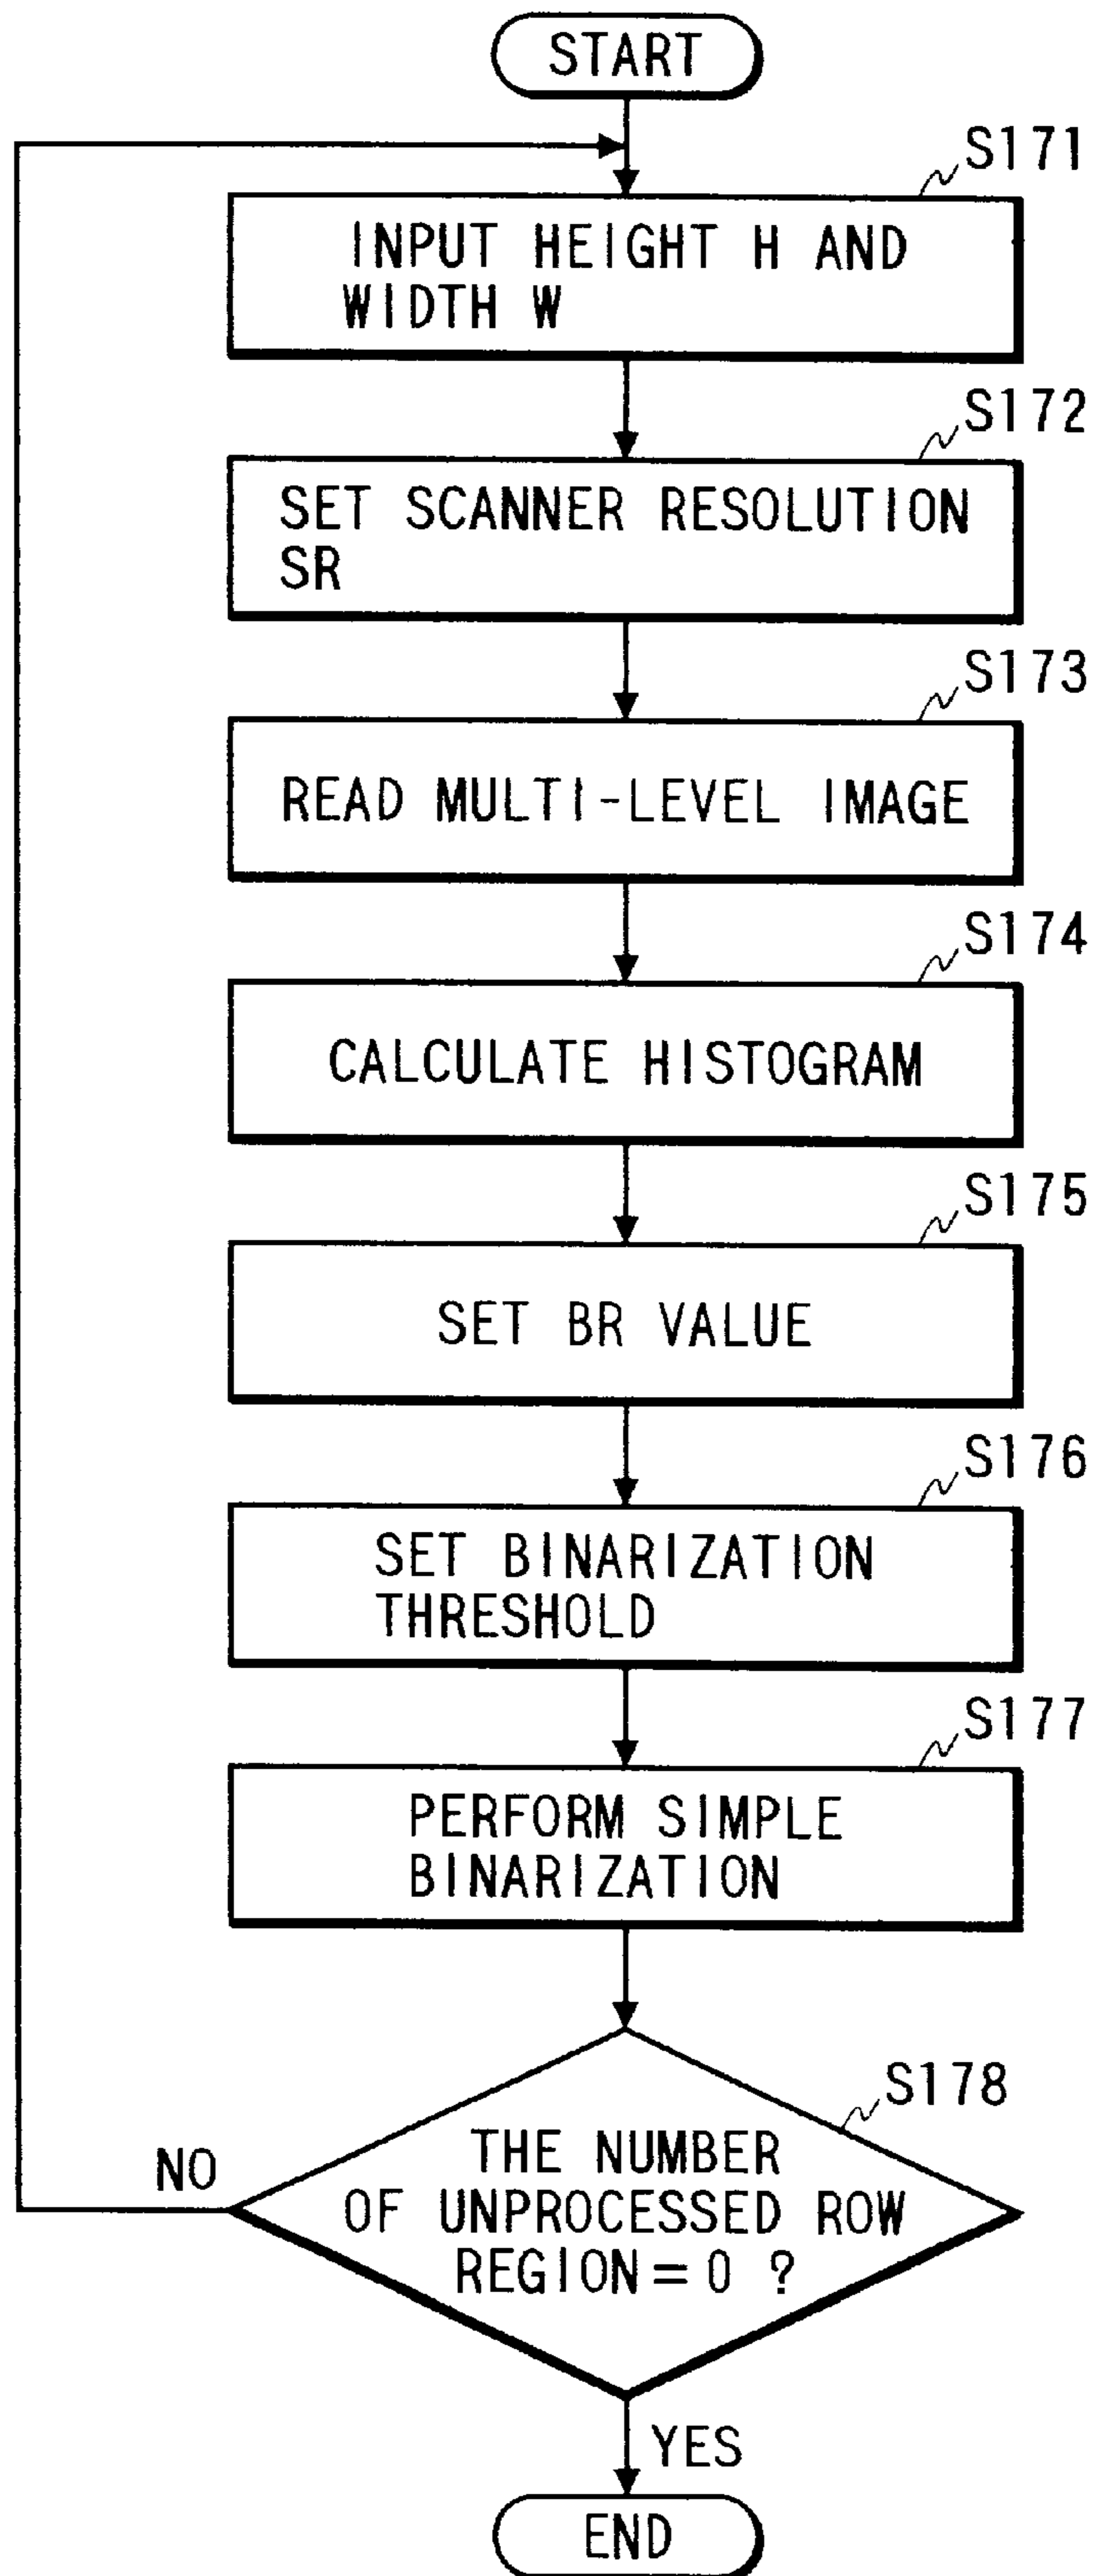 START
S171
INPUT HEIGHT H AND
WIDTH W
S172
SET SCANNER RESOLUTION
SR
S173
READ MULTI-LEVEL IMAGE
S174
CALCULATE HISTOGRAM
S175
SET BR VALUE
S176
SET BINARIZATION
THRESHOLD
S177
PERFORM SIMPLE
BINARIZATION
S178
THE NUMBER
OF UNPROCESSED ROW
REGION=0 ?
NO
YES
END